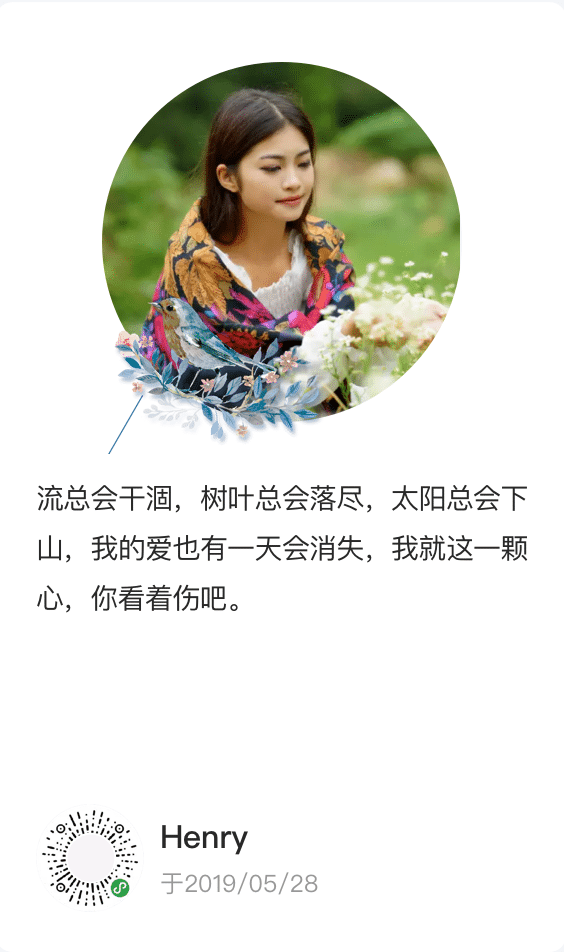 流总会干涸，树叶总会落尽，太阳总会下
山，我的爱也有一天会消失，我就这一颗
心，你看着伤吧。
Henry
于2019/05/28